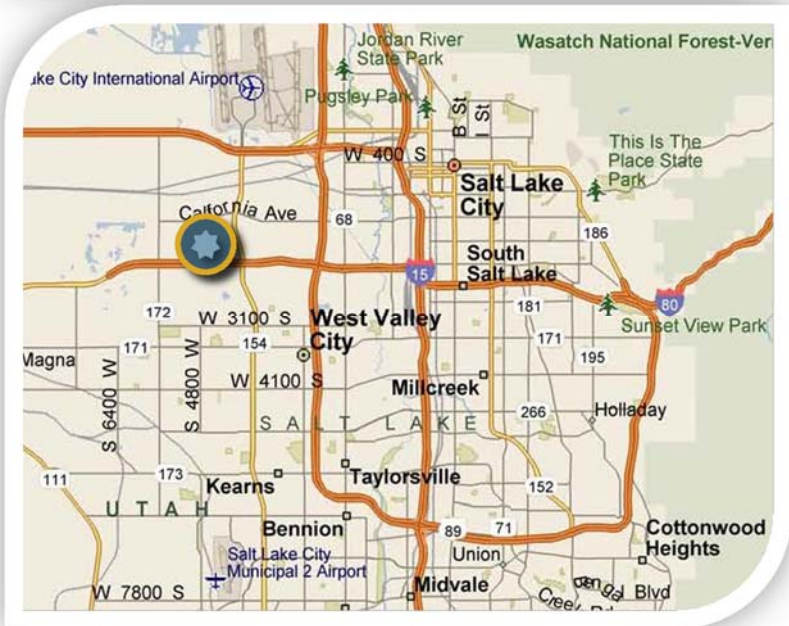 Jordan River
State Park
Wasatch National Forest-Ver
ake City International Airport
Pugsley Park
B St
I St
This Is The
Place State
Park
W 400 S
Salt Lake
City
California Ave
68
186
South
Salt Lake
15
80
172
W 3100 S
West Valley
City
181
Sunset View Park
171
154
171
195
Magna
S 6400 W
S 4800 W
W 4100 S
Millcreek
266
Holladay
SALT LAKE
111
173
Kearns
Taylorsville
152
UTAH
Bennion
89
71
Cottonwood
Heights
Union
Salt Lake City
Municipal 2 Airport
W 7800 S
Midvale
Blvd
Creek Rd